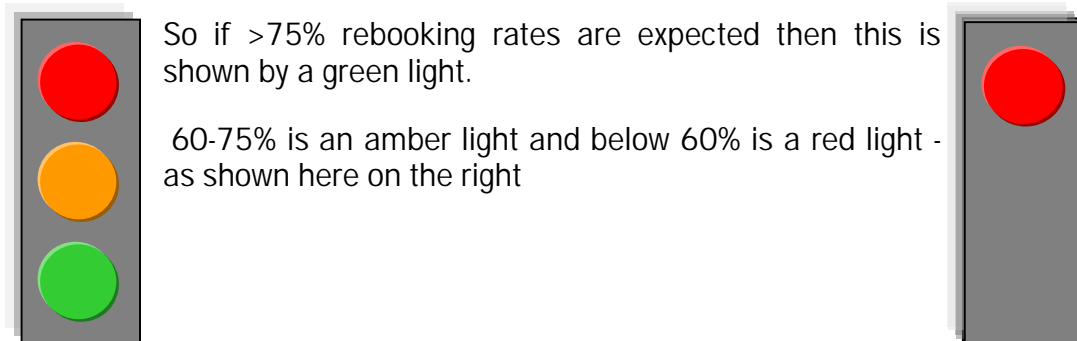 So if >75% rebooking rates are expected then this is
shown by a green light.
60-75% is an amber light and below 60% is a red light -
as shown here on the right